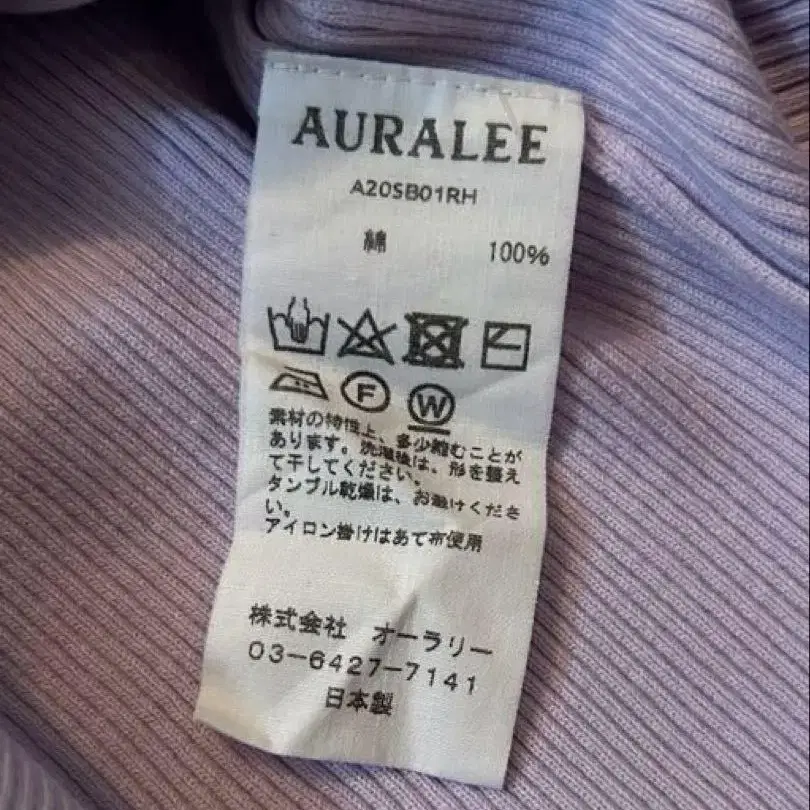 AURALEE
A20SB01RH
綿 100%
F W
素材の特性上、多少縮むことが
あります。洗濯後は、形を整え
て干してください。
タンブル乾燥は、お避けくださ
い。
アイロン掛けはあて布使用
株式会社 オーラリー
03-6427-7141
日本製